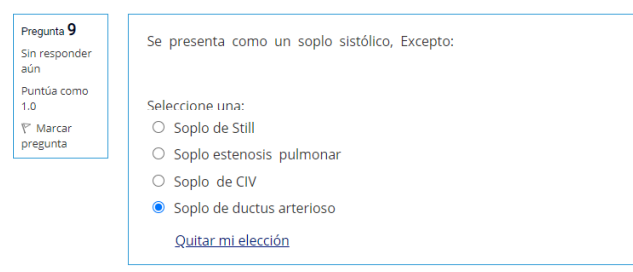 Pregunta 9
Sin responder
aún
Puntúa como
1.0
Marcar
pregunta
Se presenta como un soplo sistólico, Excepto:
Seleccione una:
Soplo de Still
Soplo estenosis pulmonar
Soplo de CIV
Soplo de ductus arterioso
Quitar mi elección